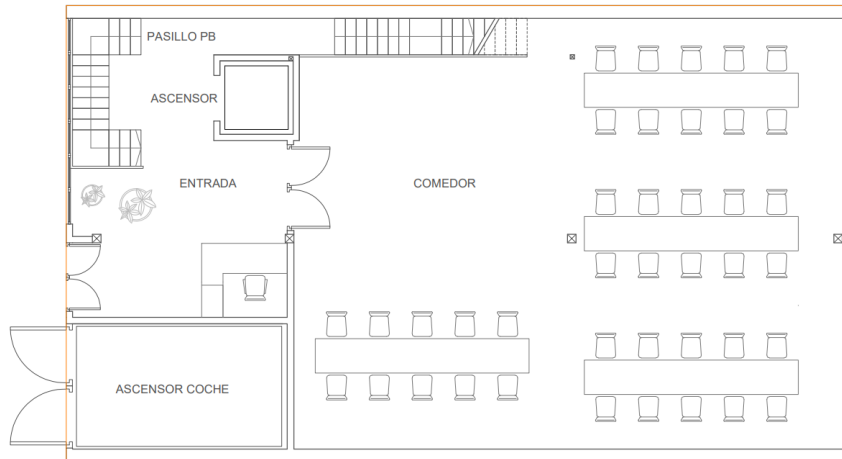 PASILLO PB
ASCENSOR
ENTRADA
COMEDOR
ASCENSOR COCHE